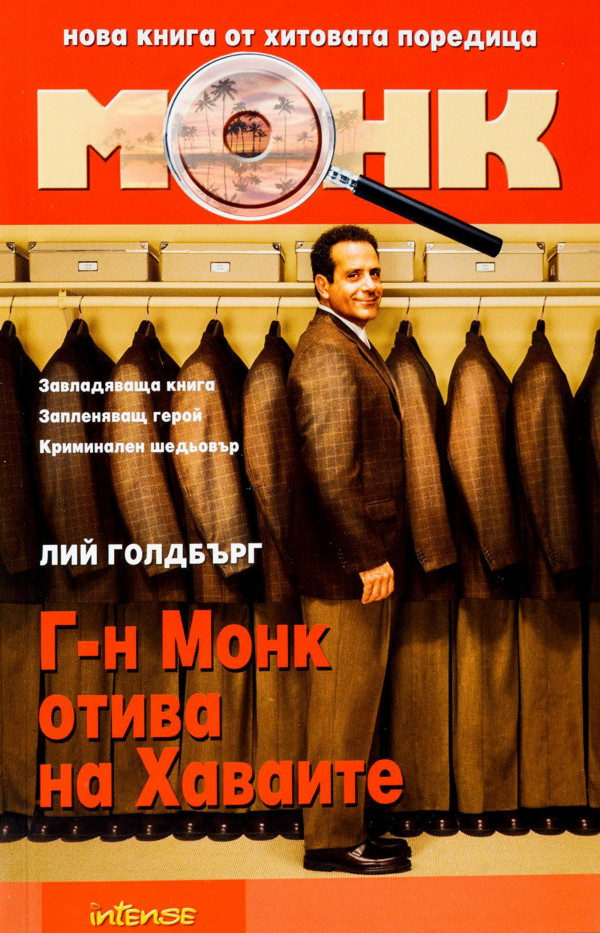 нова книга от хитовата поредица
МОНК
Завладяваща книга
Запленяващ герой
Криминален шедьовър
ЛИЙ ГОЛДБЪРГ
Г-н Монк
отива
на Хаваите
intense